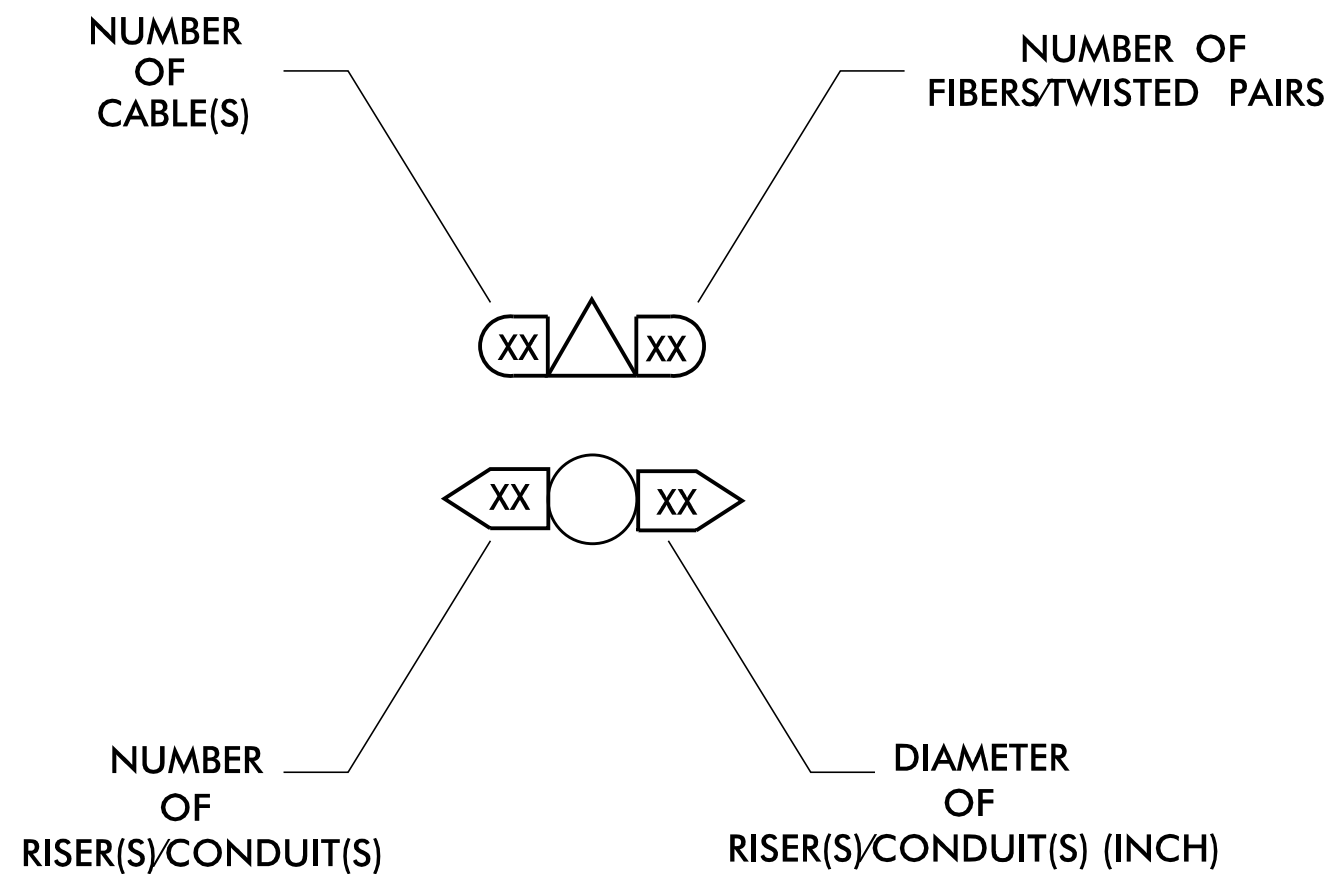 NUMBER
OF
CABLE(S)
NUMBER OF
FIBERS/TWISTED PAIRS
XX XX
XX XX
NUMBER
OF
RISER(S)/CONDUIT(S)
DIAMETER
OF
RISER(S)/CONDUIT(S) (INCH)